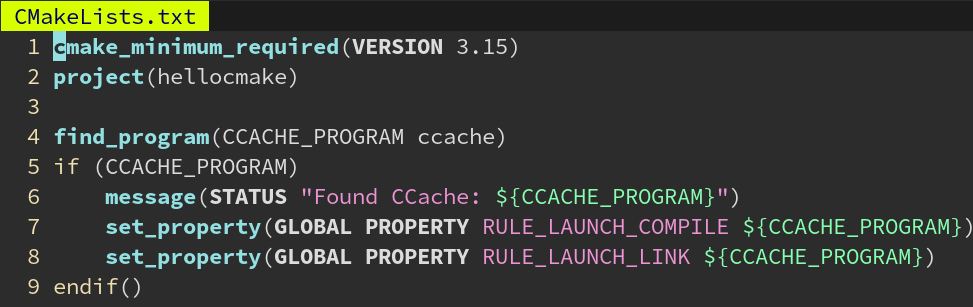 CMakeLists.txt
1 cmake_minimum_required(VERSION 3.15)
2 project(hellocmake)
3
4 find_program(CCACHE_PROGRAM ccache)
5 if (CCACHE_PROGRAM)
6     message(STATUS "Found CCache: ${CCACHE_PROGRAM}")
7     set_property(GLOBAL PROPERTY RULE_LAUNCH_COMPILE ${CCACHE_PROGRAM})
8     set_property(GLOBAL PROPERTY RULE_LAUNCH_LINK ${CCACHE_PROGRAM})
9 endif()